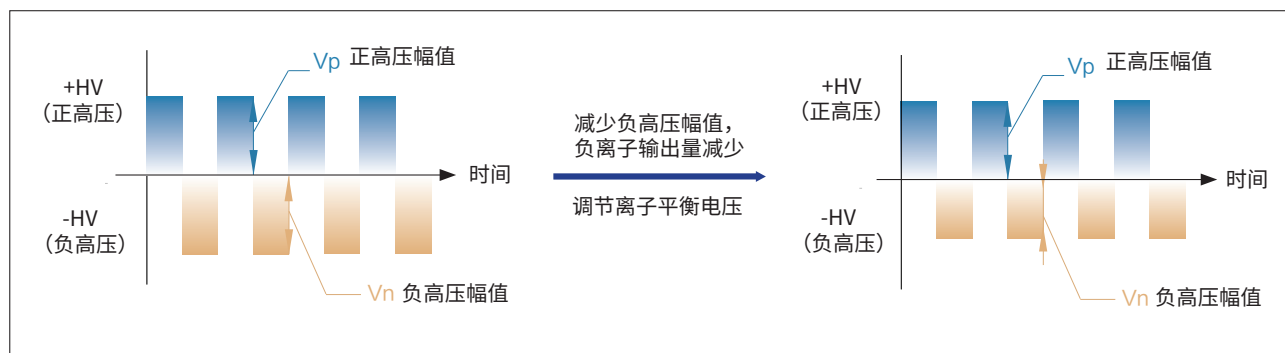 Vp 正高压幅值
+HV
（正高压）
时间
-HV
（负高压）
Vn 负高压幅值
减少负高压幅值，
负离子输出量减少
调节离子平衡电压
Vp 正高压幅值
+HV
（正高压）
时间
-HV
（负高压）
Vn 负高压幅值